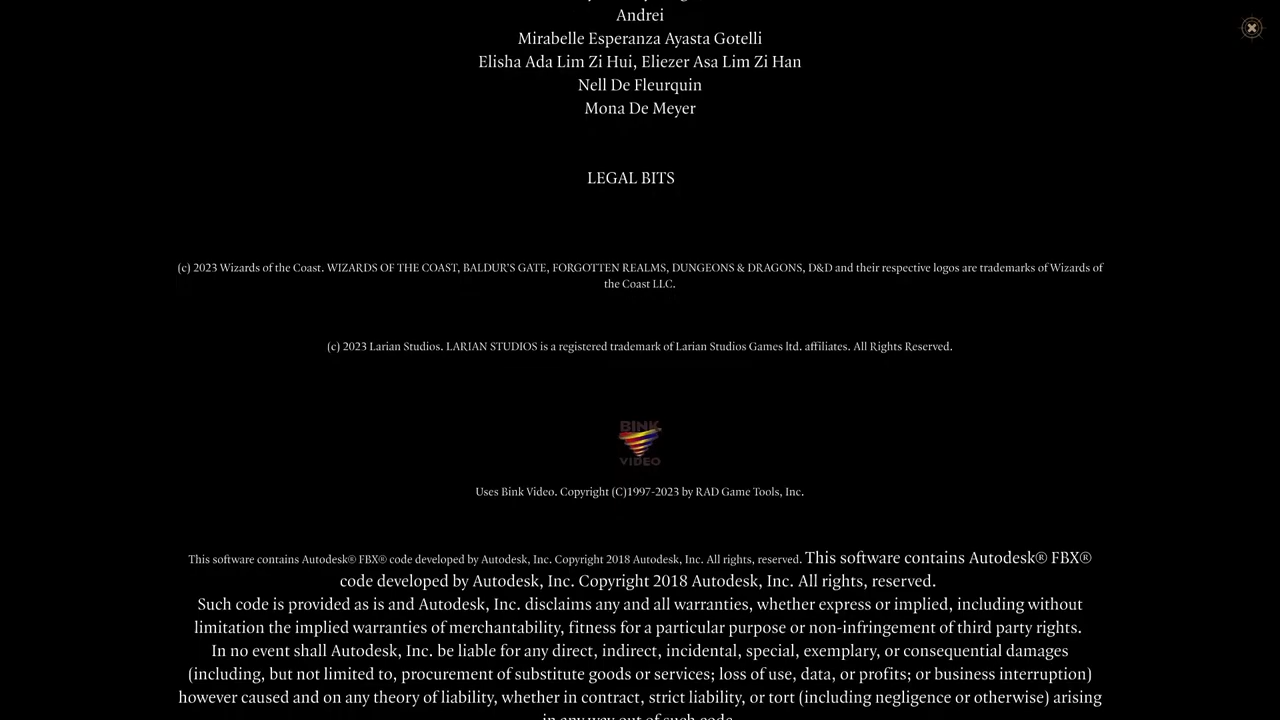 Andrei
Mirabelle Esperanza Ayasta Gotelli
Elisha Ada Lim Zi Hui, Eliezer Asa Lim Zi Han
Nell De Fleurquin
Mona De Meyer
LEGAL BITS
(c) 2023 Wizards of the Coast. WIZARDS OF THE COAST, BALDUR'S GATE, FORGOTTEN REALMS, DUNGEONS & DRAGONS, D&D and their respective logos are trademarks of Wizards of
the Coast LLC.
(c) 2023 Larian Studios. LARIAN STUDIOS is a registered trademark of Larian Studios Games ltd. affiliates. All Rights Reserved.
BINK
VIDEO
Uses Bink Video. Copyright (C)1997-2023 by RAD Game Tools, Inc.
This software contains Autodesk® FBX® code developed by Autodesk, Inc. Copyright 2018 Autodesk, Inc. All rights, reserved. This software contains Autodesk® FBX®
code developed by Autodesk, Inc. Copyright 2018 Autodesk, Inc. All rights, reserved.
Such code is provided as is and Autodesk, Inc. disclaims any and all warranties, whether express or implied, including without
limitation the implied warranties of merchantability, fitness for a particular purpose or non-infringement of third party rights.
In no event shall Autodesk, Inc. be liable for any direct, indirect, incidental, special, exemplary, or consequential damages
(including, but not limited to, procurement of substitute goods or services; loss of use, data, or profits; or business interruption)
however caused and on any theory of liability, whether in contract, strict liability, or tort (including negligence or otherwise) arising
in any way out of such code.